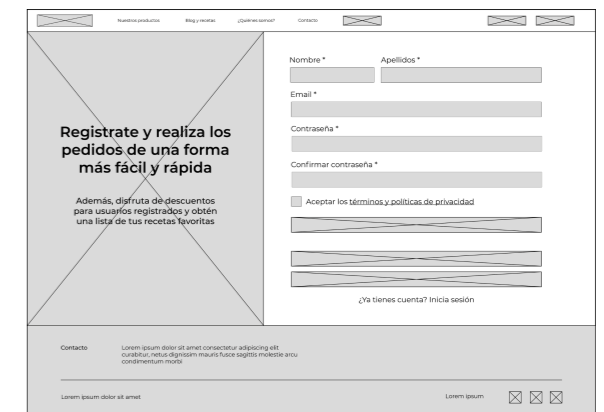 Nuestros productos
Blog y recetas
¿Quiénes somos?
Contacto
Registrate y realiza los
pedidos de una forma
más fácil y rápida
Además, disfruta de descuentos
para usuarios registrados y obtén
una lista de tus recetas favoritas
Nombre *
Apellidos *
Email *
Contraseña *
Confirmar contraseña *
Aceptar los términos y políticas de privacidad
¿Ya tienes cuenta? Inicia sesión
Contacto
Lorem ipsum dolor sit amet consectetur adipiscing elit
curabitur, netus dignissim mauris fusce sagittis molestie arcu
condimentum morbi
Lorem ipsum dolor sit amet
Lorem ipsum